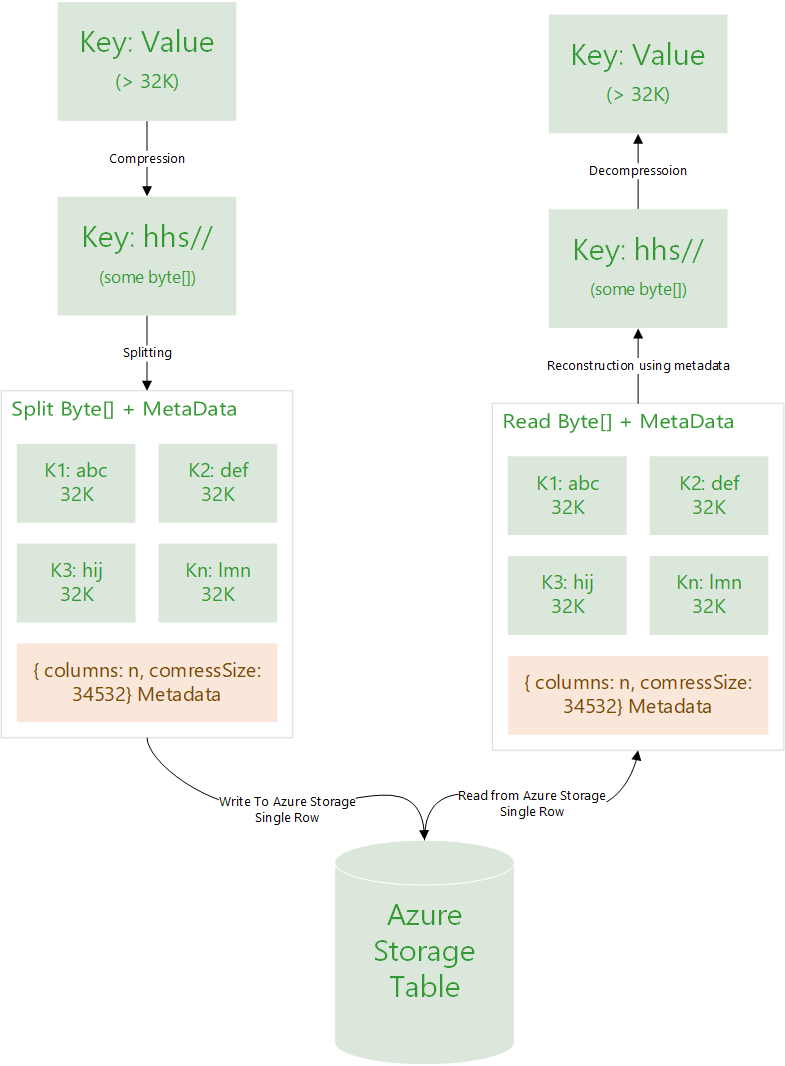 Key: Value
(> 32K)
Compression
Key: hhs//
(some byte[])
Splitting
Split Byte[] + MetaData
K1: abc
32K
K2: def
32K
K3: hij
32K
Kn: lmn
32K
{ columns: n, comressSize:
34532} Metadata
Write To Azure Storage
Single Row
Azure
Storage
Table
Key: Value
(> 32K)
Decompressoion
Key: hhs//
(some byte[])
Reconstruction using metadata
Read Byte[] + MetaData
K1: abc
32K
K2: def
32K
K3: hij
32K
Kn: lmn
32K
{ columns: n, comressSize:
34532} Metadata
Read from Azure Storage
Single Row